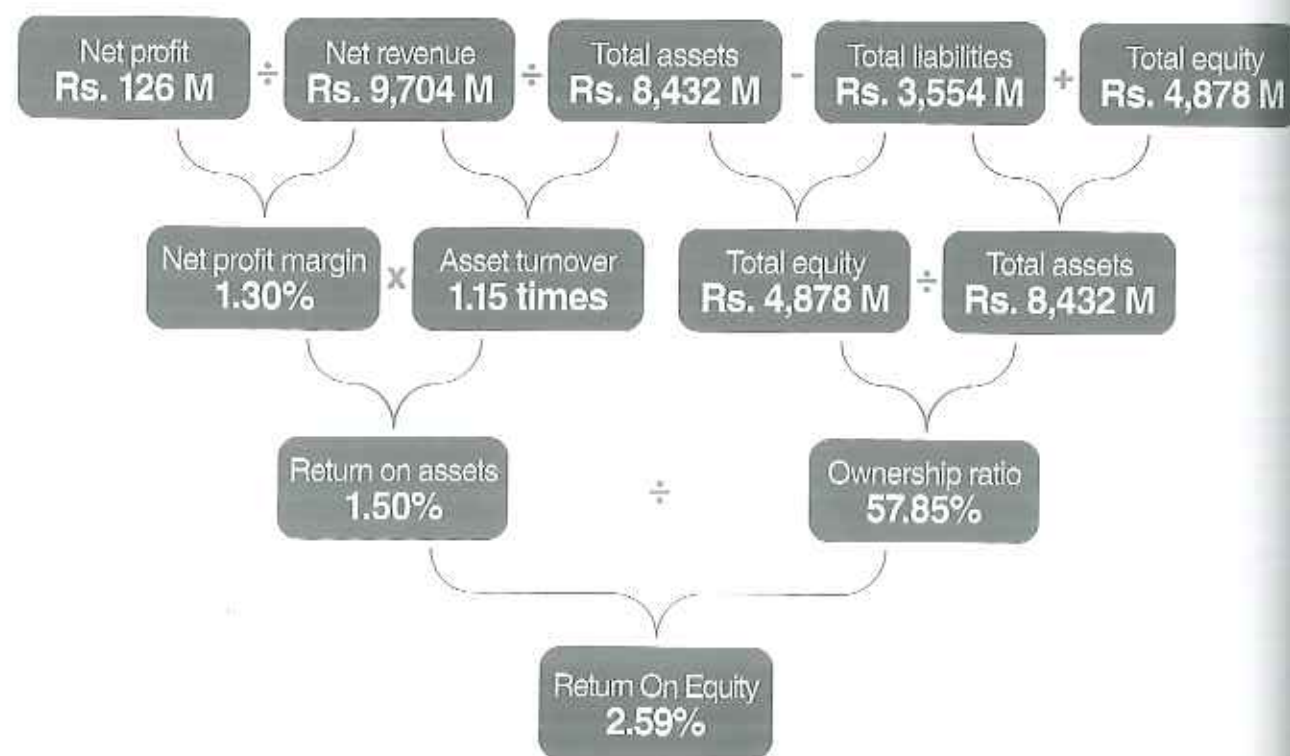 Net profit
Rs. 126 M
÷
Net revenue
Rs. 9,704 M
÷
Total assets
Rs. 8,432 M
-
Total liabilities
Rs. 3,554 M
+
Total equity
Rs. 4,878 M
Net profit margin
1.30%
x
Asset turnover
1.15 times
Total equity
Rs. 4,878 M
÷
Total assets
Rs. 8,432 M
Return on assets
1.50%
÷
Ownership ratio
57.85%
Return On Equity
2.59%